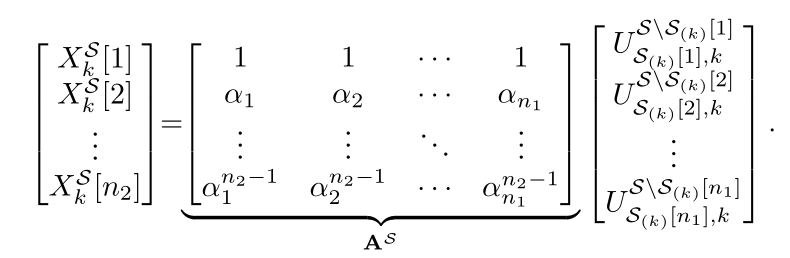 \begin{bmatrix} X_k^{\mathcal{S}}[1] \\ X_k^{\mathcal{S}}[2] \\ \vdots \\ X_k^{\mathcal{S}}[n_2] \end{bmatrix} = \underbrace{\begin{bmatrix} 1 & 1 & \cdots & 1 \\ \alpha_1 & \alpha_2 & \cdots & \alpha_{n_1} \\ \vdots & \vdots & \ddots & \vdots \\ \alpha_1^{n_2-1} & \alpha_2^{n_2-1} & \cdots & \alpha_{n_1}^{n_2-1} \end{bmatrix}}_{\mathbf{A}^{\mathcal{S}}} \begin{bmatrix} U_{\mathcal{S}_{(k)}[1],k}^{\mathcal{S}\backslash\mathcal{S}_{(k)}[1]} \\ U_{\mathcal{S}_{(k)}[2],k}^{\mathcal{S}\backslash\mathcal{S}_{(k)}[2]} \\ \vdots \\ U_{\mathcal{S}_{(k)}[n_1],k}^{\mathcal{S}\backslash\mathcal{S}_{(k)}[n_1]} \end{bmatrix}.